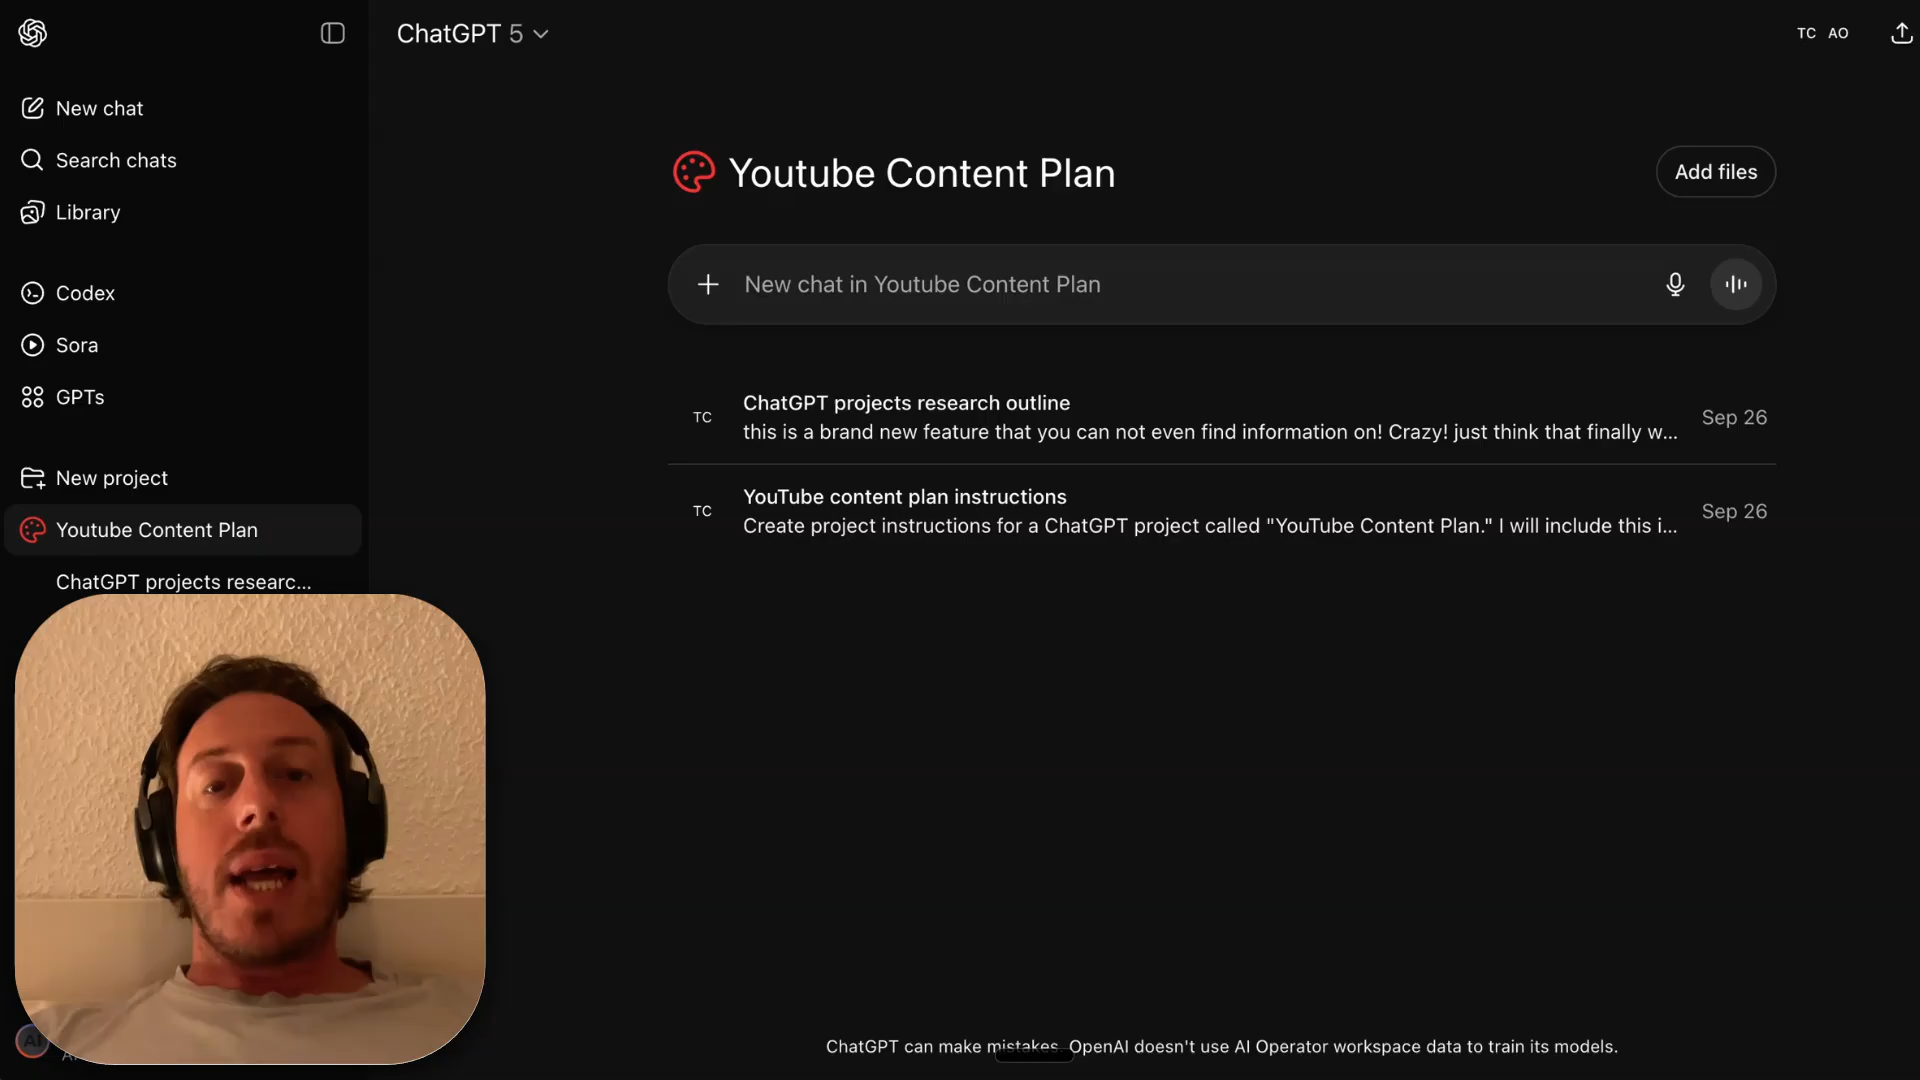 ChatGPT 5
TC AO
New chat
Search chats
Library
Codex
Sora
GPTs
New project
Youtube Content Plan
ChatGPT projects researc...
Youtube Content Plan
Add files
New chat in Youtube Content Plan
TC
ChatGPT projects research outline
this is a brand new feature that you can not even find information on! Crazy! just think that finally w...
Sep 26
TC
YouTube content plan instructions
Create project instructions for a ChatGPT project called "YouTube Content Plan." I will include this i...
Sep 26
AI
ChatGPT can make mistakes. OpenAI doesn't use AI Operator workspace data to train its models.